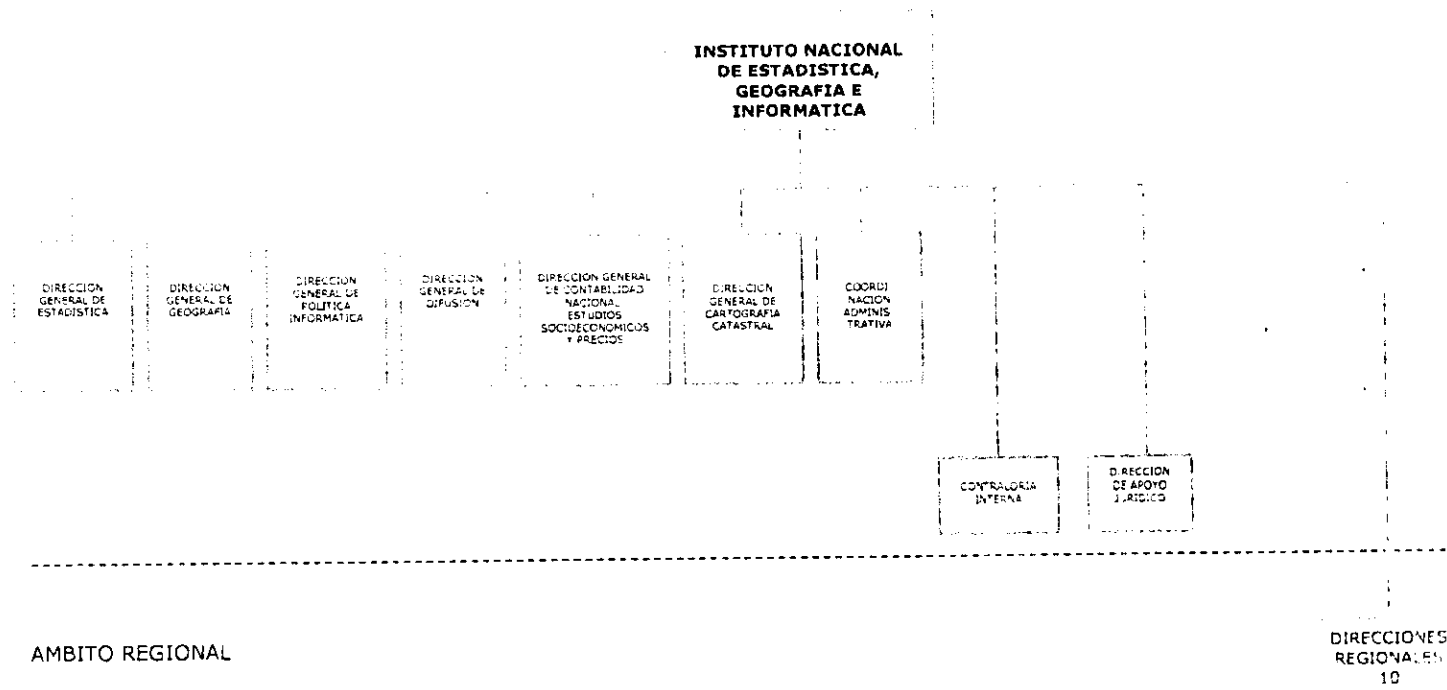 INSTITUTO NACIONAL
DE ESTADISTICA,
GEOGRAFIA E
INFORMATICA
DIRECCION
GENERAL DE
ESTADISTICA
DIRECCION
GENERAL DE
GEOGRAFIA
DIRECCION
GENERAL DE
POLITICA
INFORMATICA
DIRECCION
GENERAL DE
DIFUSION
DIRECCION GENERAL
DE CONTABILIDAD
NACIONAL
ESTUDIOS
SOCIOECONOMICOS
Y PRECIOS
DIRECCION
GENERAL DE
CARTOGRAFIA
CATASTRAL
COORDI
NACION
ADMINIS
TRATIVA
CONTRALORIA
INTERNA
DIRECCION
DE APOYO
JURIDICO
AMBITO REGIONAL
DIRECCIONES
REGIONALES
10